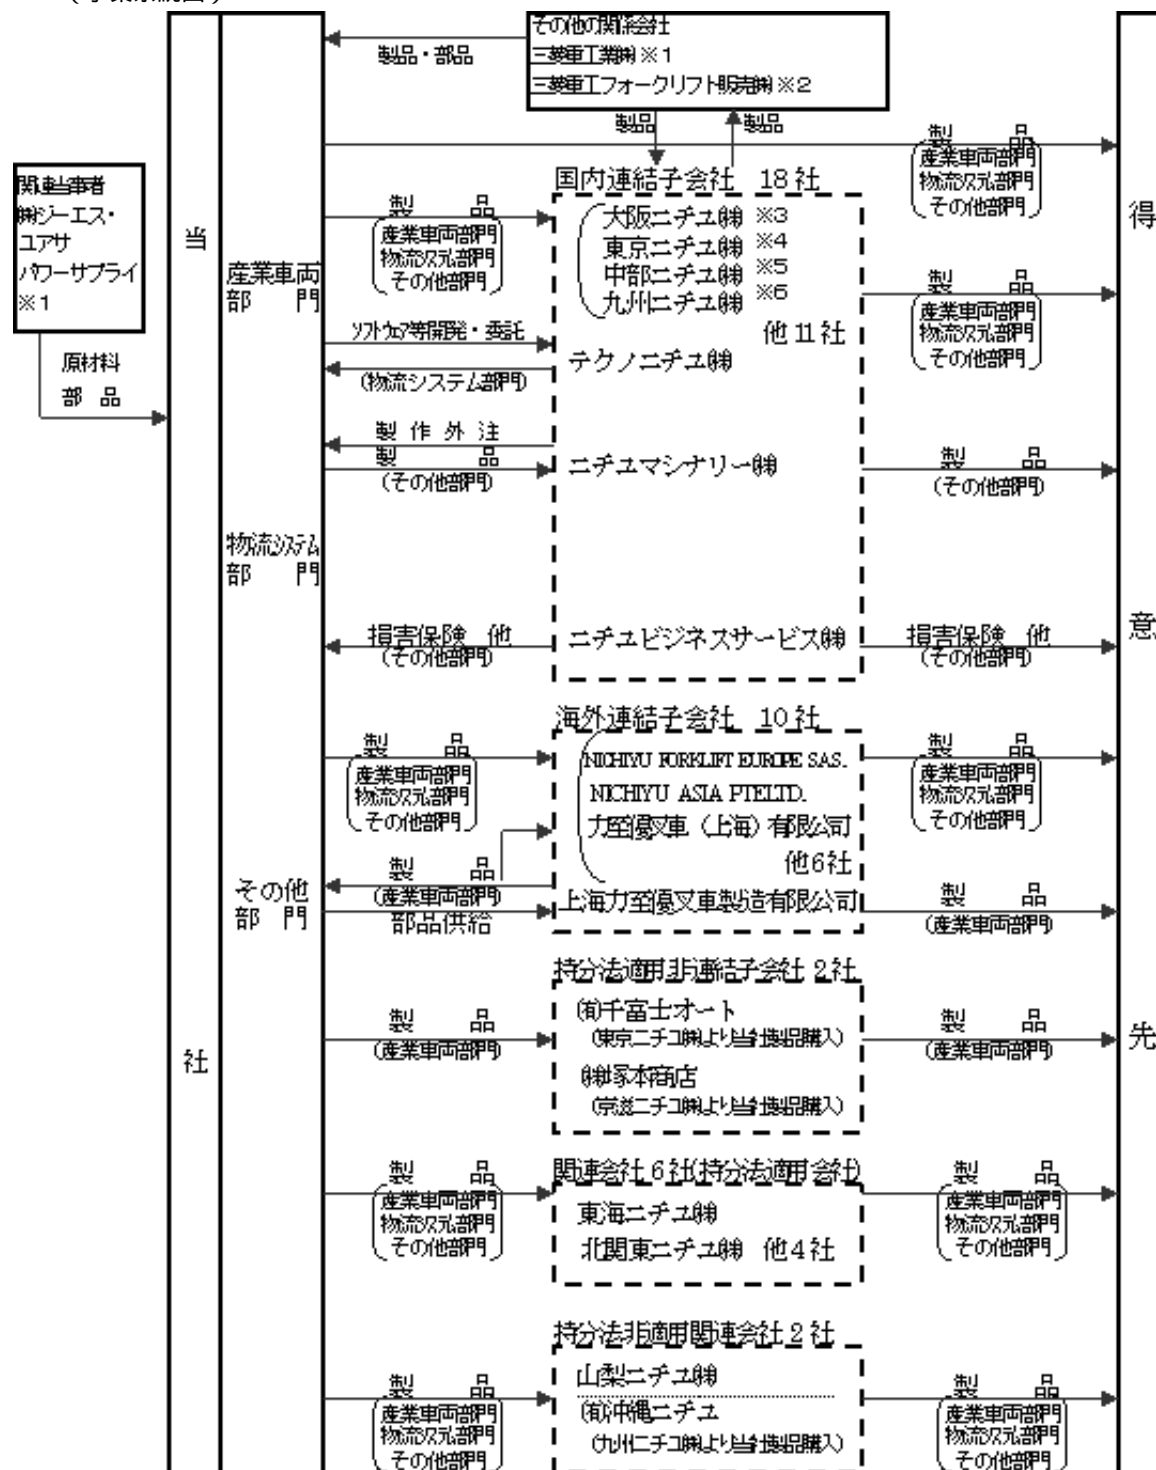 その他の関係会社
三菱重工業㈱ ※1
三菱重工フォークリフト販売㈱ ※2
製品・部品
製品
製品
関連当事者
㈱ジーエス・
ユアサ
パワーサプライ
※1
原材料
部 品
当
社
産業車両
部 門
物流システム
部 門
その他
部 門
得
意
先
国内連結子会社 18社
大阪ニチユ㈱ ※3
東京ニチユ㈱ ※4
中部ニチユ㈱ ※5
九州ニチユ㈱ ※6
他11社
テクノニチユ㈱
ニチユマシナリー㈱
ニチユビジネスサービス㈱
製 品
産業車両部門
物流システム部門
その他部門
ソフトウェア等開発・委託
(物流システム部門)
製 作 外 注
製 品
(その他部門)
損害保険 他
(その他部門)
製 品
産業車両部門
物流システム部門
その他部門
製 品
産業車両部門
物流システム部門
その他部門
製 品
(その他部門)
損害保険 他
(その他部門)
海外連結子会社 10社
NICHIYU FORKLIFT EUROPE SAS.
NICHIYU ASIA PTELTD.
力至優叉車（上海）有限公司
他6社
上海力至優叉車製造有限公司
製 品
産業車両部門
物流システム部門
その他部門
製 品
(産業車両部門)
部品供給
製 品
産業車両部門
物流システム部門
その他部門
製 品
(産業車両部門)
持分法適用非連結子会社 2社
㈲千富士オート
(東京ニチユ㈱より当社製品購入)
㈱塚本商店
(京滋ニチユ㈱より当社製品購入)
製 品
(産業車両部門)
製 品
(産業車両部門)
関連会社 6社(持分法適用会社)
東海ニチユ㈱
北関東ニチユ㈱ 他4社
製 品
産業車両部門
物流システム部門
その他部門
製 品
産業車両部門
物流システム部門
その他部門
持分法非適用関連会社 2社
山梨ニチユ㈱
㈲沖縄ニチユ
(九州ニチユ㈱より当社製品購入)
製 品
産業車両部門
物流システム部門
その他部門
製 品
産業車両部門
物流システム部門
その他部門